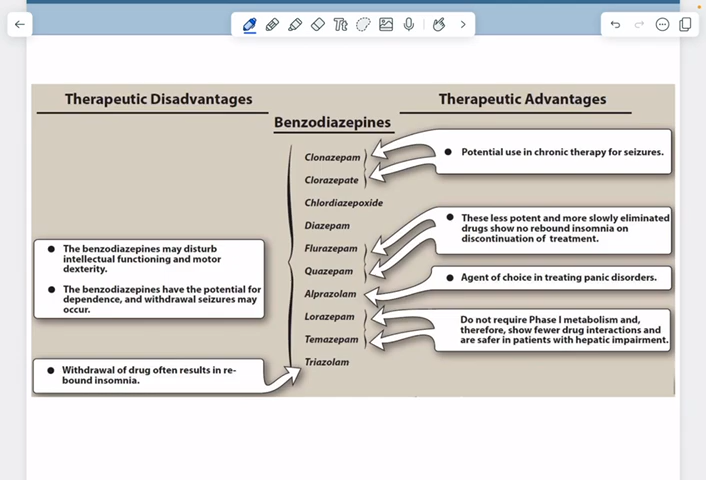 Tt
Therapeutic Disadvantages
Therapeutic Advantages
Benzodiazepines
Clonazepam
Clorazepate
Chlordiazepoxide
Diazepam
Flurazepam
Quazepam
Alprazolam
Lorazepam
Temazepam
Triazolam
● The benzodiazepines may disturb
intellectual functioning and motor
dexterity.
● The benzodiazepines have the potential for
dependence, and withdrawal seizures may
occur.
● Withdrawal of drug often results in re-
bound insomnia.
● Potential use in chronic therapy for seizures.
● These less potent and more slowly eliminated
drugs show no rebound insomnia on
discontinuation of treatment.
● Agent of choice in treating panic disorders.
Do not require Phase I metabolism and,
therefore, show fewer drug interactions and
are safer in patients with hepatic impairment.